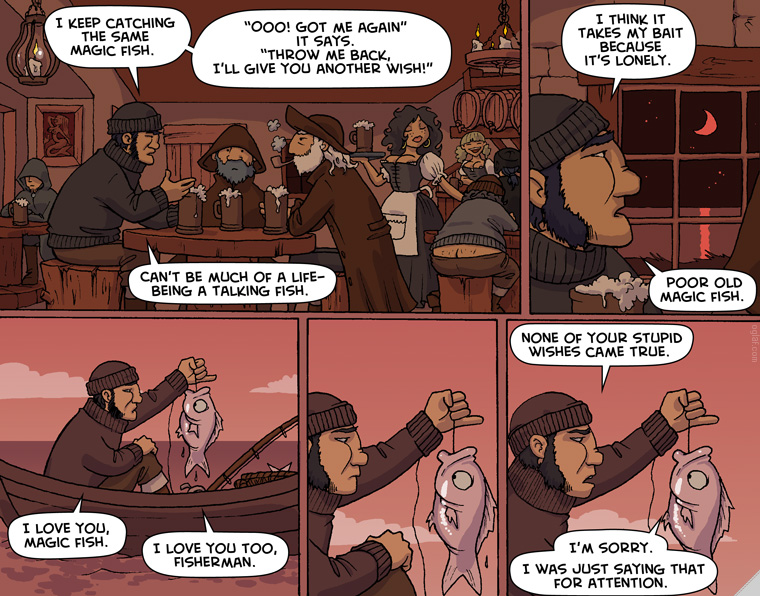 I KEEP CATCHING
THE SAME
MAGIC FISH.
"OOO! GOT ME AGAIN"
IT SAYS.
"THROW ME BACK,
I'LL GIVE YOU ANOTHER WISH!"
CAN'T BE MUCH OF A LIFE-
BEING A TALKING FISH.
I THINK IT
TAKES MY BAIT
BECAUSE
IT'S LONELY.
POOR OLD
MAGIC FISH.
I LOVE YOU,
MAGIC FISH.
I LOVE YOU TOO,
FISHERMAN.
NONE OF YOUR STUPID
WISHES CAME TRUE.
I'M SORRY.
I WAS JUST SAYING THAT
FOR ATTENTION.
oglaf.com